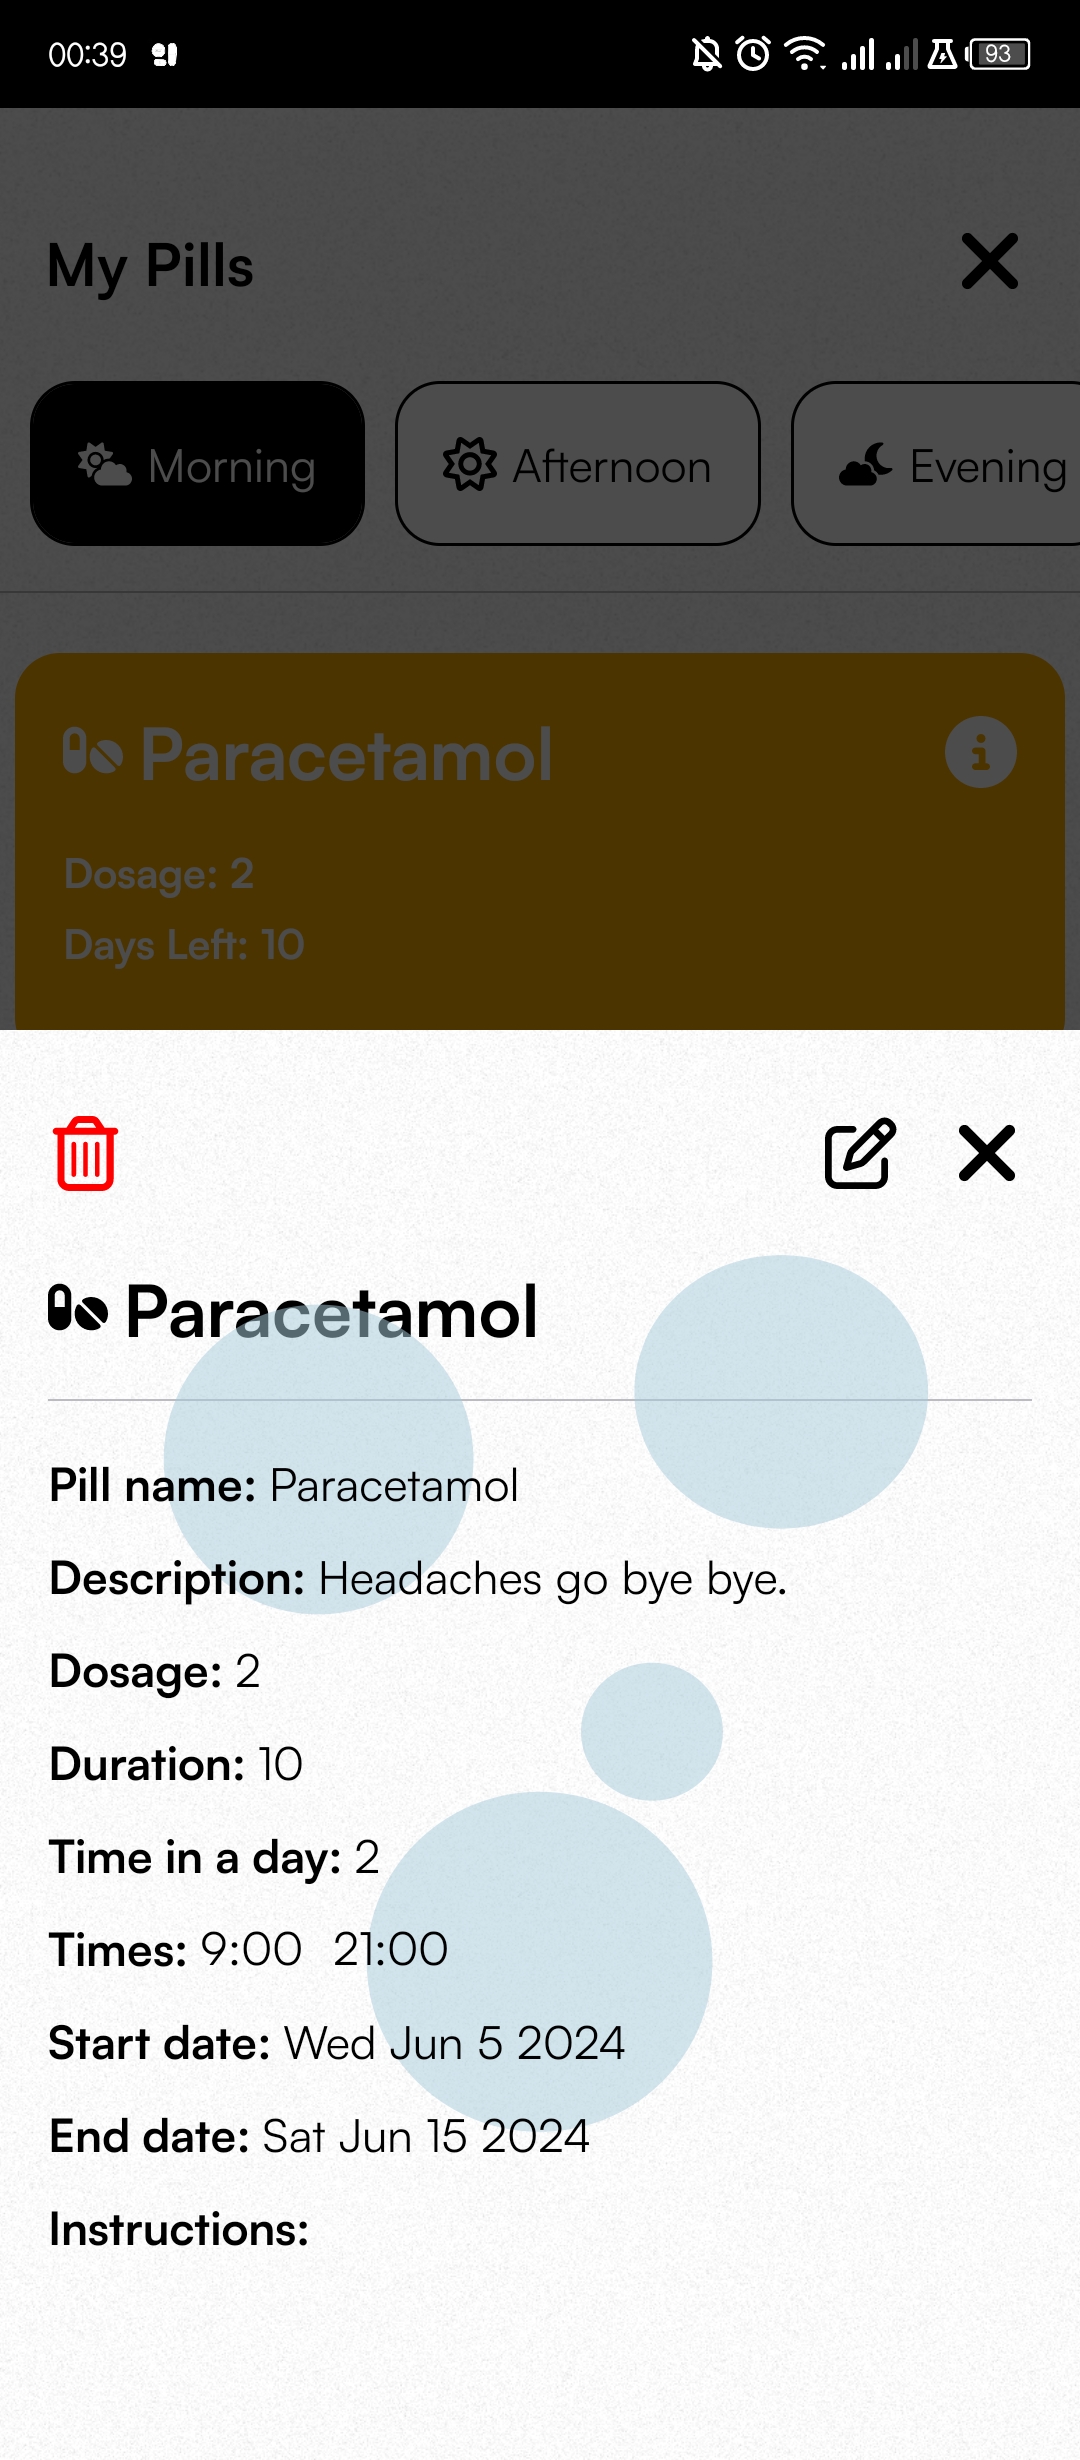 00:39
93
My Pills
Morning
Afternoon
Evening
Paracetamol
Dosage: 2
Days Left: 10
Paracetamol
Pill name: Paracetamol
Description: Headaches go bye bye.
Dosage: 2
Duration: 10
Time in a day: 2
Times: 9:00 21:00
Start date: Wed Jun 5 2024
End date: Sat Jun 15 2024
Instructions: